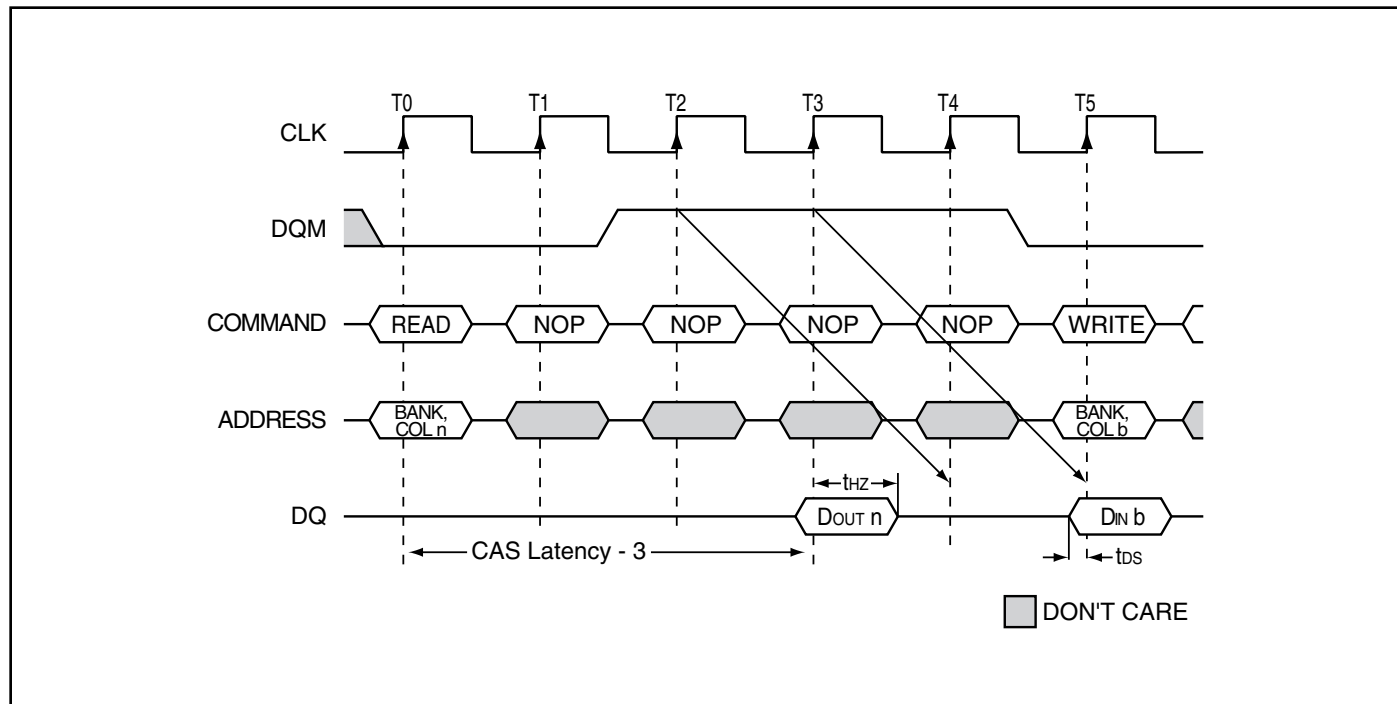 T0 T1 T2 T3 T4 T5
CLK
DQM
COMMAND READ NOP NOP NOP NOP WRITE
ADDRESS BANK, COL n BANK, COL b
tHZ
DQ DOUT n DIN b
CAS Latency - 3 tDS
DON'T CARE